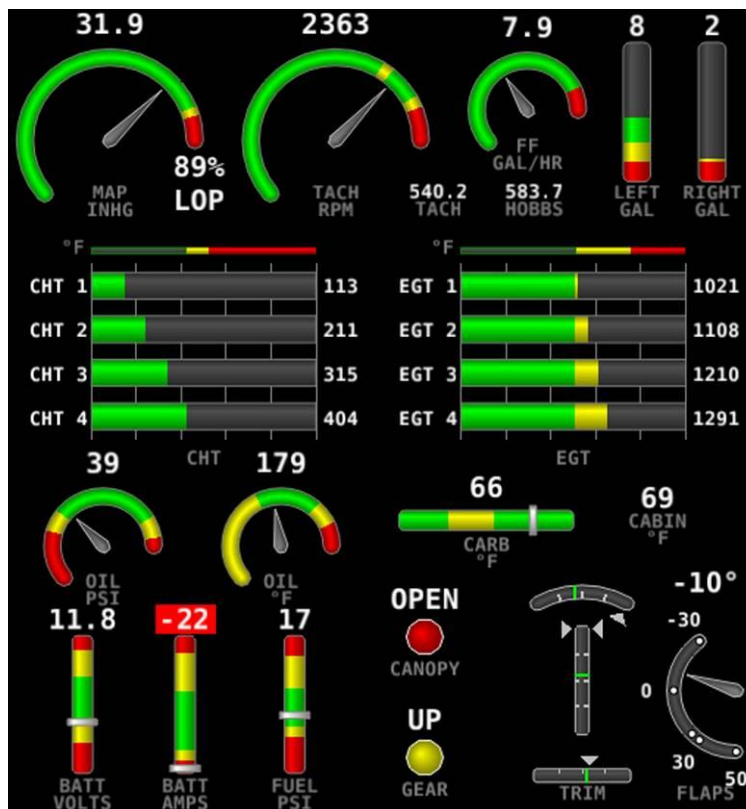 31.9 2363 7.9 8 2
89%
LOP
MAP
INHG
TACH
RPM
540.2
TACH
FF
GAL/HR
583.7
HOBBS
LEFT
GAL
RIGHT
GAL
°F
CHT 1 113
CHT 2 211
CHT 3 315
CHT 4 404
CHT
°F
EGT 1 1021
EGT 2 1108
EGT 3 1210
EGT 4 1291
EGT
39
OIL
PSI
179
OIL
°F
66
CARB
°F
69
CABIN
°F
11.8
BATT
VOLTS
-22
BATT
AMPS
17
FUEL
PSI
OPEN
CANOPY
UP
GEAR
TRIM
-10°
-30
0
30
50
FLAPS